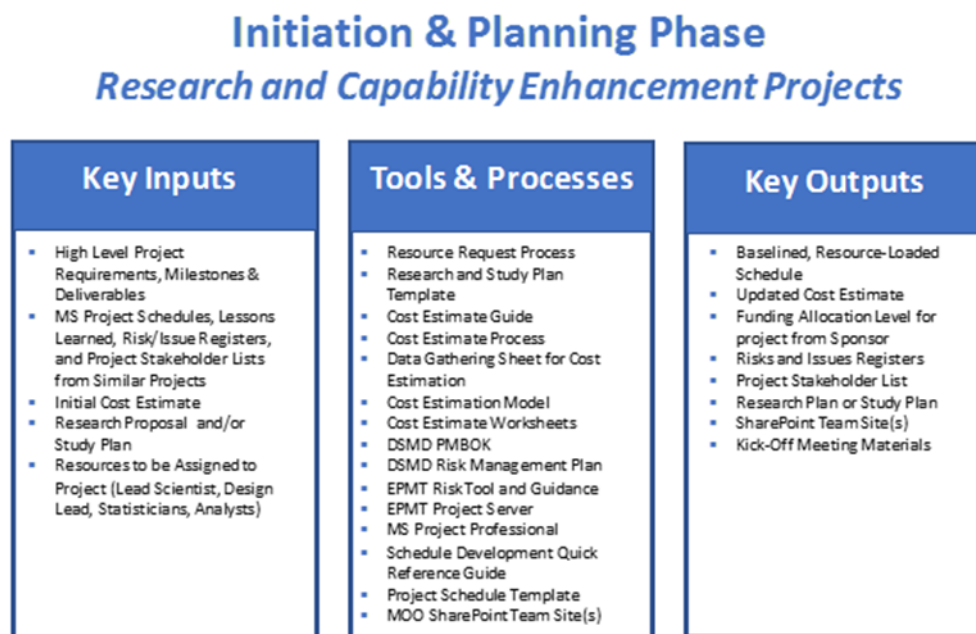 Initiation & Planning Phase
Research and Capability Enhancement Projects
Key Inputs
▪ High Level Project
Requirements, Milestones &
Deliverables
▪ MS Project Schedules, Lessons
Learned, Risk/Issue Registers,
and Project Stakeholder Lists
from Similar Projects
▪ Initial Cost Estimate
▪ Research Proposal and/or
Study Plan
▪ Resources to be Assigned to
Project (Lead Scientist, Design
Lead, Statisticians, Analysts)
Tools & Processes
▪ Resource Request Process
▪ Research and Study Plan
Template
▪ Cost Estimate Guide
▪ Cost Estimate Process
▪ Data Gathering Sheet for Cost
Estimation
▪ Cost Estimation Model
▪ Cost Estimate Worksheets
▪ DSMD PMBOK
▪ DSMD Risk Management Plan
▪ EPMT Risk Tool and Guidance
▪ EPMT Project Server
▪ MS Project Professional
▪ Schedule Development Quick
Reference Guide
▪ Project Schedule Template
▪ MOO SharePoint Team Site(s)
Key Outputs
▪ Baselined, Resource-Loaded
Schedule
▪ Updated Cost Estimate
▪ Funding Allocation Level for
project from Sponsor
▪ Risks and Issues Registers
▪ Project Stakeholder List
▪ Research Plan or Study Plan
▪ SharePoint Team Site(s)
▪ Kick-Off Meeting Materials